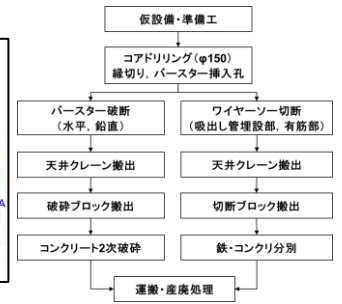 仮設備・準備工
コアドリリング(φ150)
縁切り, バースター挿入孔
バースター破断
(水平, 鉛直)
ワイヤーソー切断
(吸出し管埋設部, 有筋部)
天井クレーン搬出
天井クレーン搬出
破砕ブロック搬出
切断ブロック搬出
コンクリート2次破砕
鉄・コンクリ分別
運搬・産廃処理
A